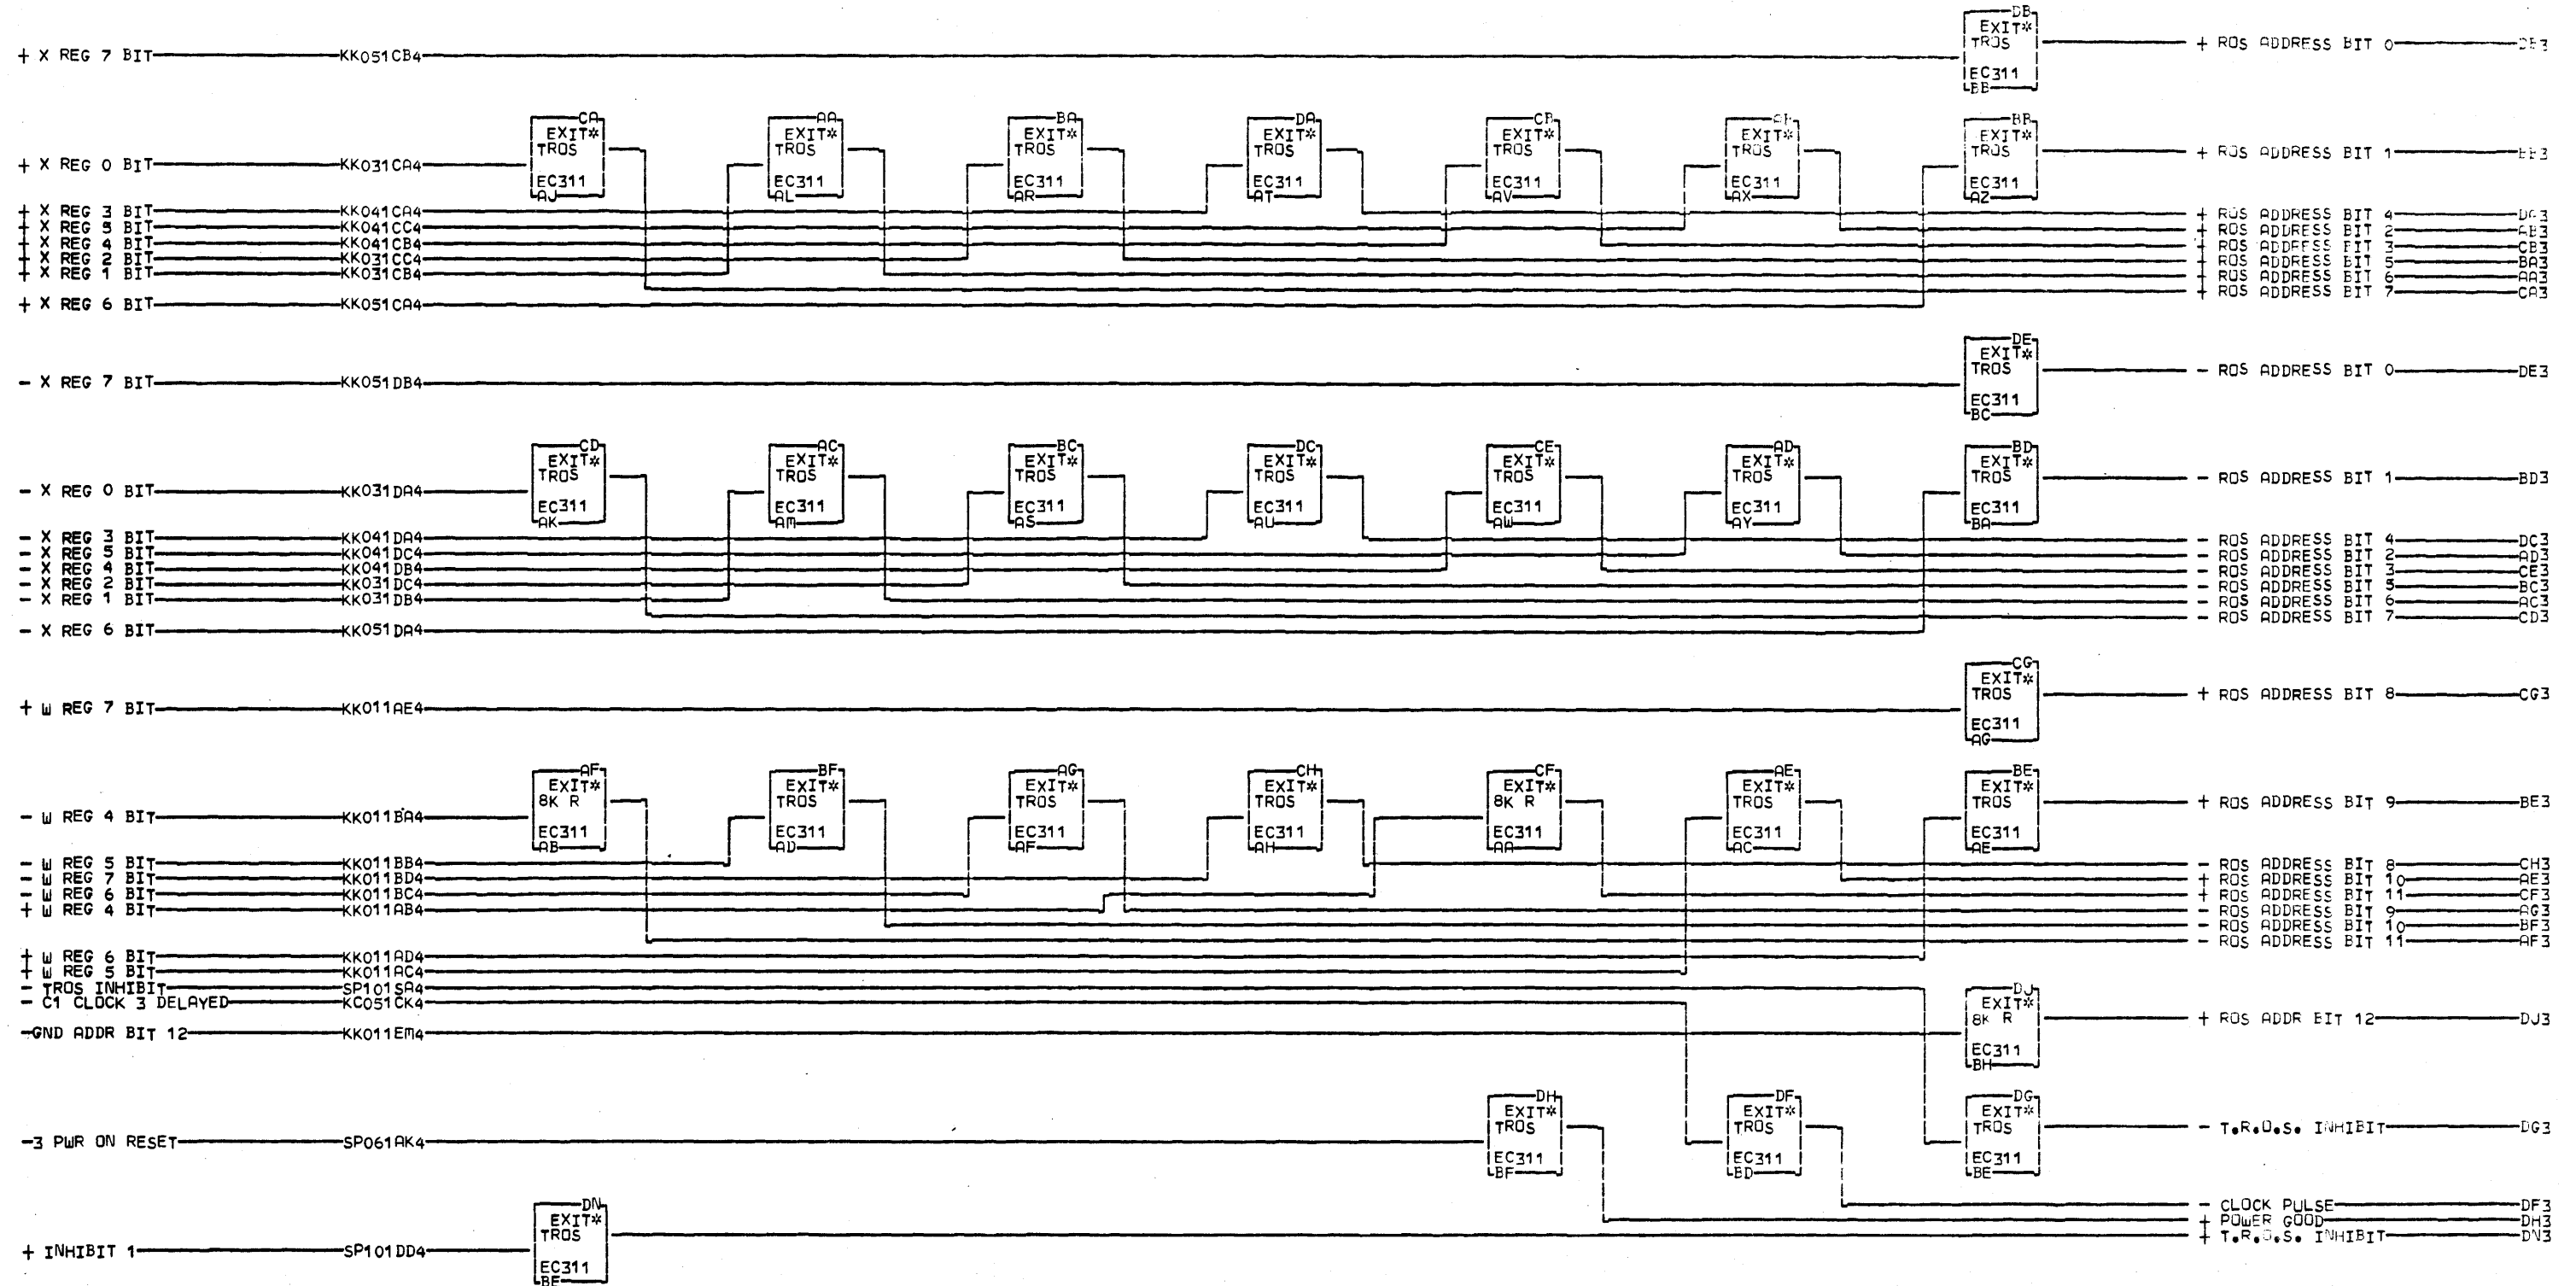 DB
EXIT*
+ X REG 7 BIT KK051CB4 TROS + ROS ADDRESS BIT 0 DB3
EC311
BB
CA AA BA DA CB AB BB
EXIT* EXIT* EXIT* EXIT* EXIT* EXIT* EXIT*
TROS TROS TROS TROS TROS TROS TROS
+ X REG 0 BIT KK031CA4 + ROS ADDRESS BIT 1 BB3
EC311 EC311 EC311 EC311 EC311 EC311 EC311
AJ AL AR AT AV AX AZ
+ X REG 3 BIT KK041CA4 + ROS ADDRESS BIT 4 DA3
+ X REG 5 BIT KK041CC4 + ROS ADDRESS BIT 2 AB3
+ X REG 4 BIT KK041CB4 + ROS ADDRESS BIT 3 CB3
+ X REG 2 BIT KK031CC4 + ROS ADDRESS BIT 5 BA3
+ X REG 1 BIT KK031CB4 + ROS ADDRESS BIT 6 AA3
+ ROS ADDRESS BIT 7 CA3
+ X REG 6 BIT KK051CA4
DE
EXIT*
TROS
- X REG 7 BIT KK051DB4 - ROS ADDRESS BIT 0 DE3
EC311
BC
CD AC BC DC CE AD BD
EXIT* EXIT* EXIT* EXIT* EXIT* EXIT* EXIT*
TROS TROS TROS TROS TROS TROS TROS
- X REG 0 BIT KK031DA4 - ROS ADDRESS BIT 1 BD3
EC311 EC311 EC311 EC311 EC311 EC311 EC311
AK AM AS AU AW AY BA
- X REG 3 BIT KK041DA4 - ROS ADDRESS BIT 4 DC3
- X REG 5 BIT KK041DC4 - ROS ADDRESS BIT 2 AD3
- X REG 4 BIT KK041DB4 - ROS ADDRESS BIT 3 CE3
- X REG 2 BIT KK031DC4 - ROS ADDRESS BIT 5 BC3
- X REG 1 BIT KK031DB4 - ROS ADDRESS BIT 6 AC3
- ROS ADDRESS BIT 7 CD3
- X REG 6 BIT KK051DA4
CG
EXIT*
TROS
+ W REG 7 BIT KK011AE4 + ROS ADDRESS BIT 8 CG3
EC311
AG
AF BF AG CH CF AE BE
EXIT* EXIT* EXIT* EXIT* EXIT* EXIT* EXIT*
8K R TROS TROS TROS 8K R TROS TROS
- W REG 4 BIT KK011BA4 + ROS ADDRESS BIT 9 BE3
EC311 EC311 EC311 EC311 EC311 EC311 EC311
AB AD AF AH AA AC AE
- W REG 5 BIT KK011BB4 - ROS ADDRESS BIT 8 CH3
- W REG 7 BIT KK011BD4 + ROS ADDRESS BIT 10 AE3
- W REG 6 BIT KK011BC4 + ROS ADDRESS BIT 11 CF3
+ W REG 4 BIT KK011AB4 - ROS ADDRESS BIT 9 AG3
- ROS ADDRESS BIT 10 BF3
- ROS ADDRESS BIT 11 AF3
+ W REG 6 BIT KK011AD4
+ W REG 5 BIT KK011AC4
- TROS INHIBIT SP101SA4
- C1 CLOCK 3 DELAYED KC051CK4
DJ
EXIT*
8K R
-GND ADDR BIT 12 KK011EM4 + ROS ADDR BIT 12 DJ3
EC311
BH
DH DF DG
EXIT* EXIT* EXIT*
TROS TROS TROS
-3 PWR ON RESET SP061AK4 - T.R.O.S. INHIBIT DG3
EC311 EC311 EC311
BF BD BE
- CLOCK PULSE DF3
+ POWER GOOD DH3
DN
EXIT*
TROS + T.R.O.S. INHIBIT DN3
+ INHIBIT 1 SP101DD4
EC311
BE